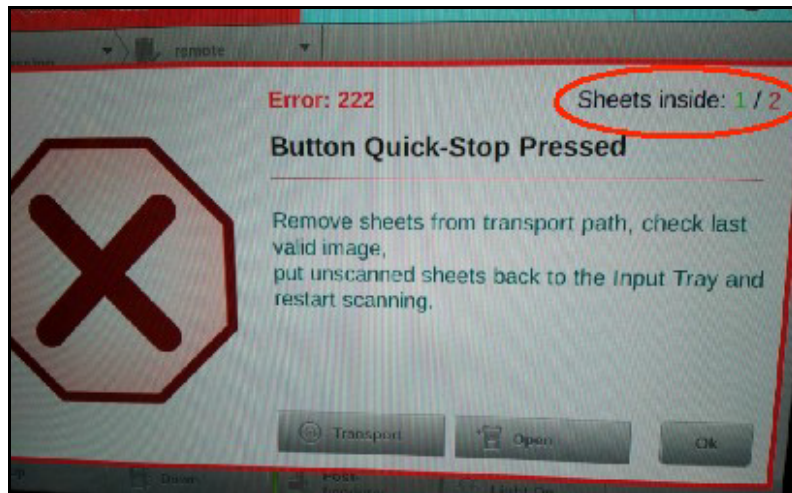 remote
Error: 222
Sheets inside: 1 / 2
Button Quick-Stop Pressed
Remove sheets from transport path, check last
valid image,
put unscanned sheets back to the Input Tray and
restart scanning.
Transport
Open
Ok